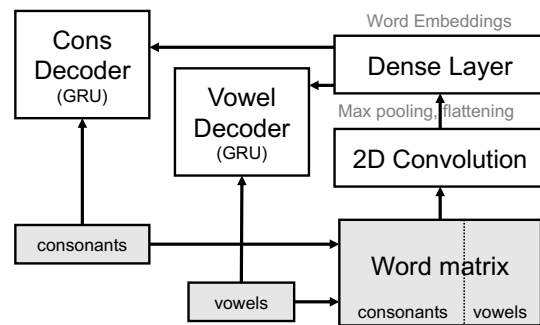 Word Embeddings
Cons
Decoder
(GRU)
Dense Layer
Vowel
Decoder
(GRU)
Max pooling, flattening
2D Convolution
consonants
Word matrix
consonants
vowels
vowels